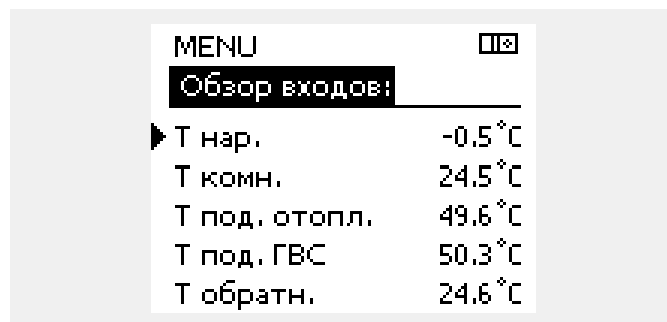 MENU
Обзор входов:
Т нар. -0.5°C
Т комн. 24.5°C
Т под. отопл. 49.6°C
Т под. ГВС 50.3°C
Т обратн. 24.6°C